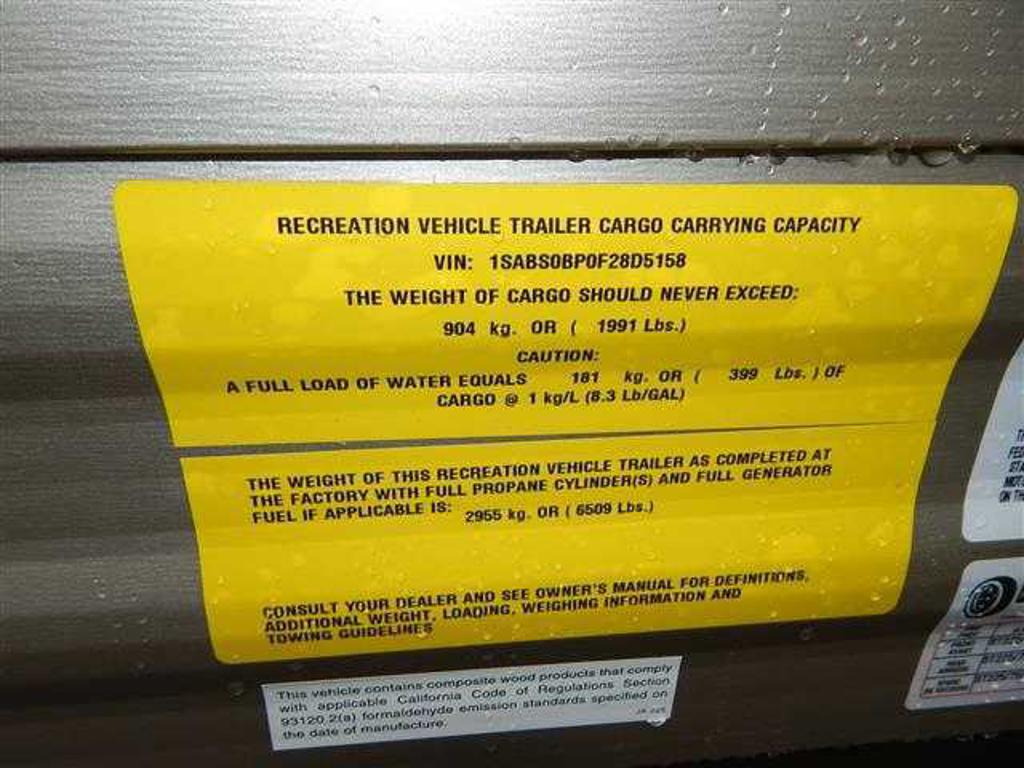 RECREATION VEHICLE TRAILER CARGO CARRYING CAPACITY
VIN: 1SABS0BP0F28D5158
THE WEIGHT OF CARGO SHOULD NEVER EXCEED:
904 kg. OR ( 1991 Lbs.)
CAUTION:
A FULL LOAD OF WATER EQUALS 181 kg. OR ( 399 Lbs. ) OF
CARGO @ 1 kg/L (8.3 Lb/GAL)
THE WEIGHT OF THIS RECREATION VEHICLE TRAILER AS COMPLETED AT
THE FACTORY WITH FULL PROPANE CYLINDER(S) AND FULL GENERATOR
FUEL IF APPLICABLE IS: 2955 kg. OR ( 6509 Lbs.)
CONSULT YOUR DEALER AND SEE OWNER'S MANUAL FOR DEFINITIONS,
ADDITIONAL WEIGHT, LOADING, WEIGHING INFORMATION AND
TOWING GUIDELINES
This vehicle contains composite wood products that comply
with applicable California Code of Regulations Section
93120.2(a) formaldehyde emission standards specified on
the date of manufacture.